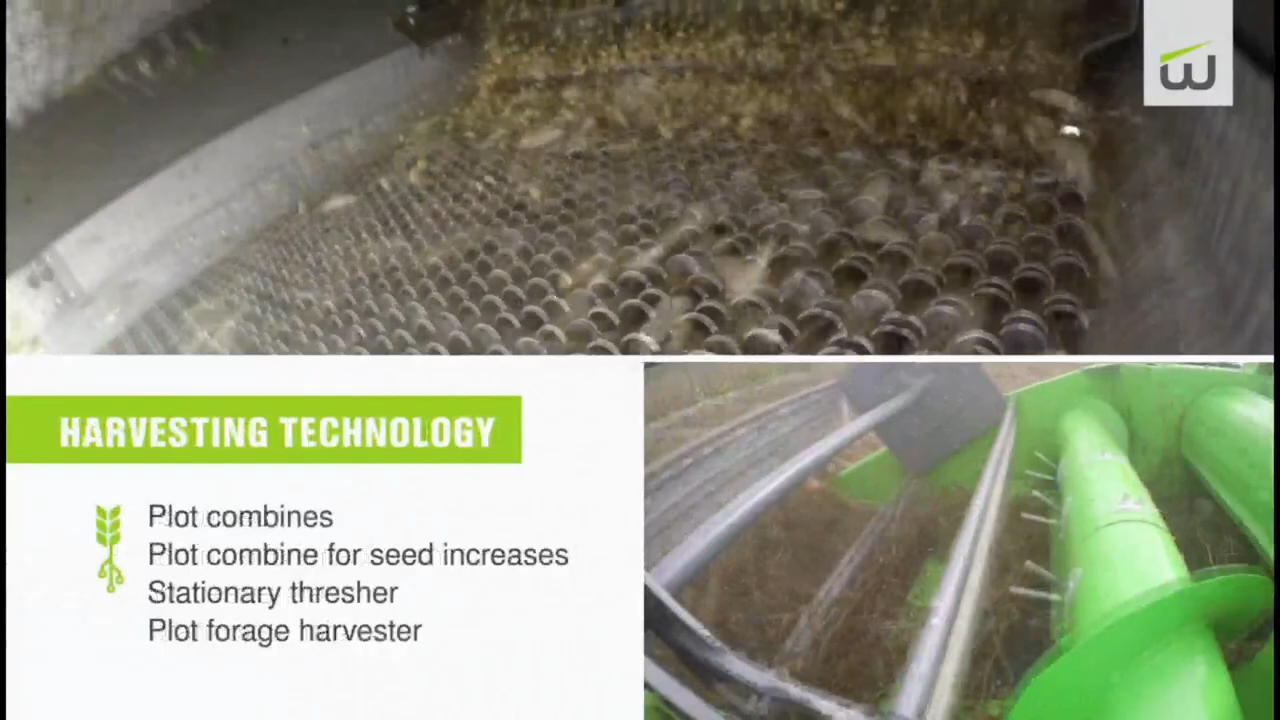 HARVESTING TECHNOLOGY
Plot combines
Plot combine for seed increases
Stationary thresher
Plot forage harvester